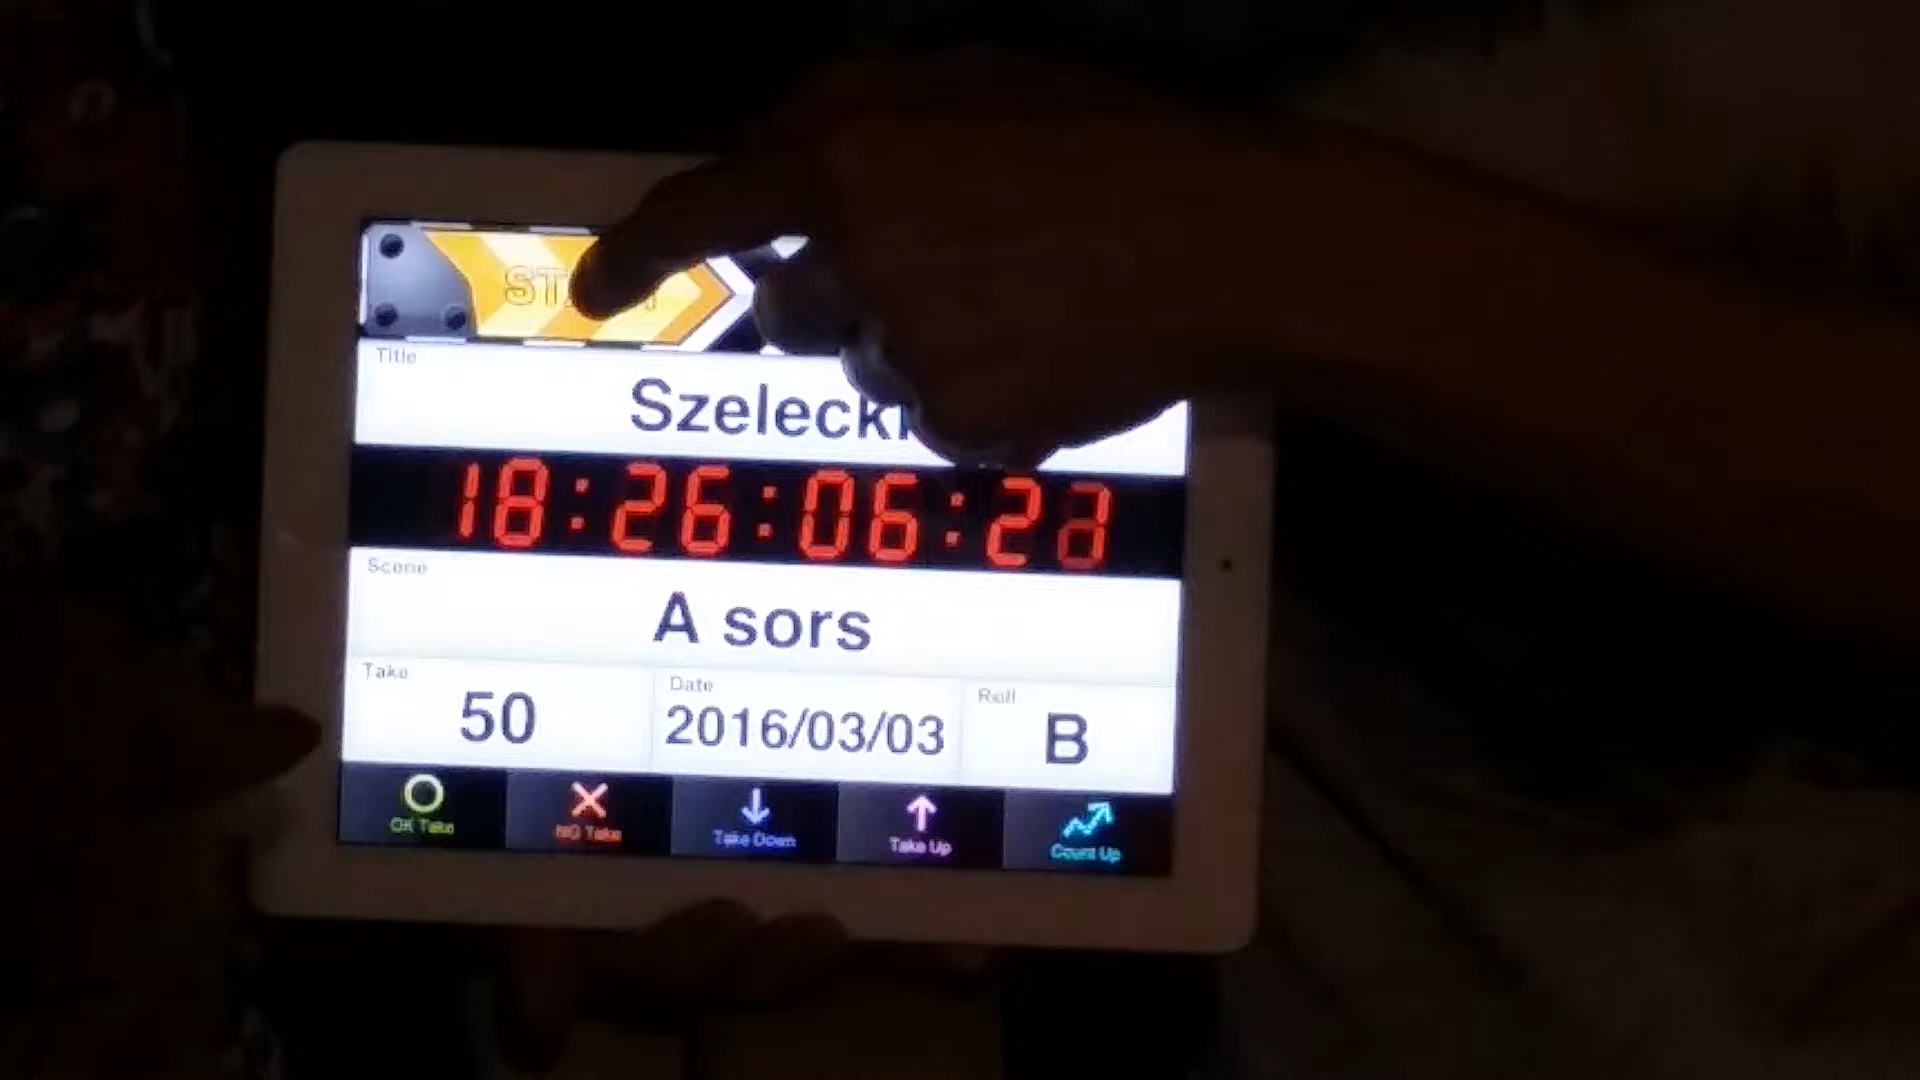 Title
Szelecki
18:26:06:2
Scene
A sors
Take
50
Date
2016/03/03
Roll
B
OK Take
NG Take
Take Down
Take Up
Count Up